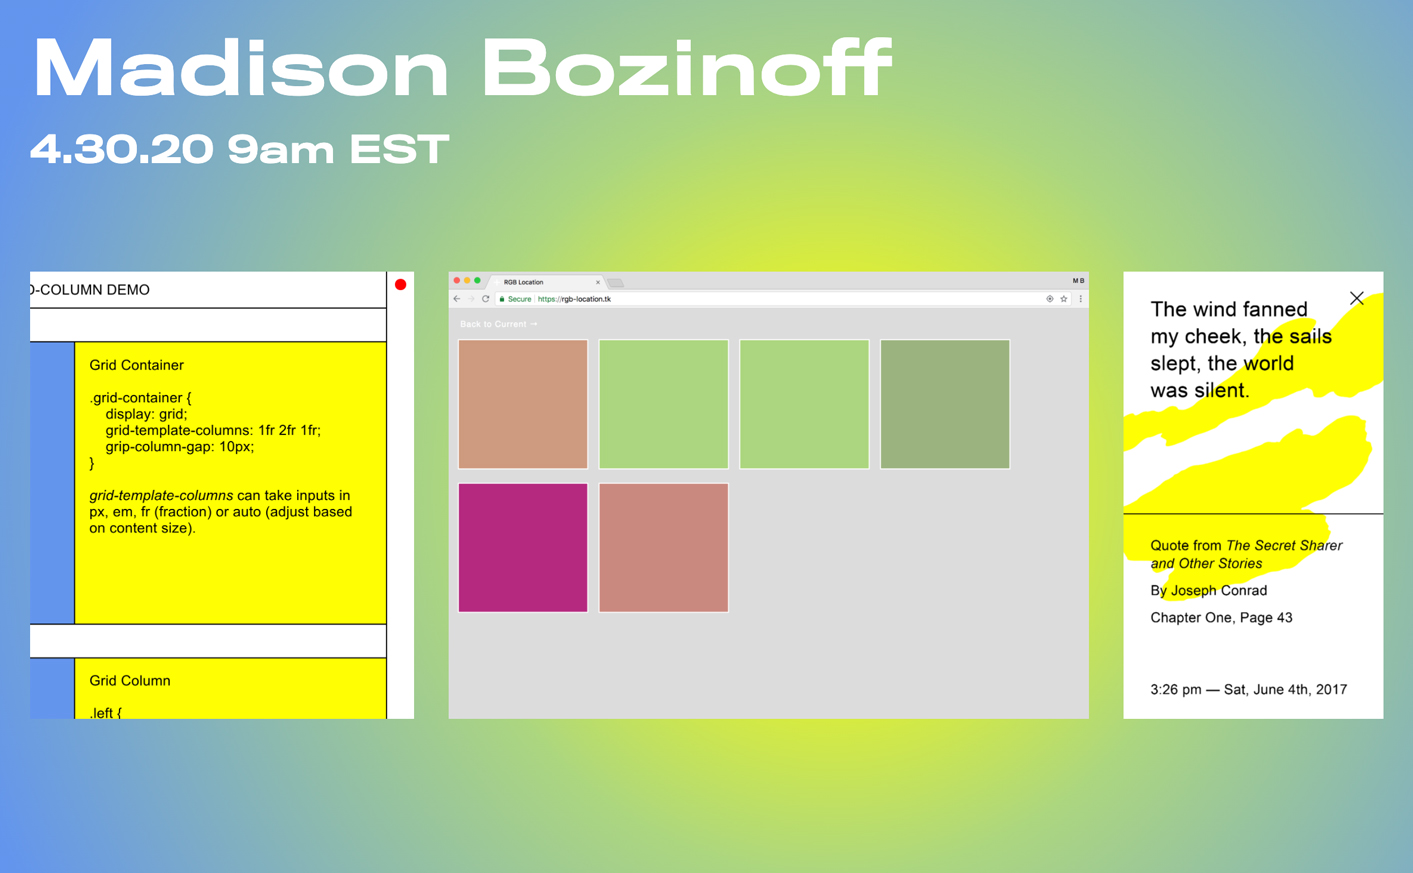 Madison Bozinoff
4.30.20 9am EST
D-COLUMN DEMO
Grid Container
.grid-container {
display: grid;
grid-template-columns: 1fr 2fr 1fr;
grip-column-gap: 10px;
}
grid-template-columns can take inputs in
px, em, fr (fraction) or auto (adjust based
on content size).
Grid Column
.left {
RGB Location
M B
Secure https://rgb-location.tk
Back to Current →
The wind fanned
my cheek, the sails
slept, the world
was silent.
Quote from The Secret Sharer
and Other Stories
By Joseph Conrad
Chapter One, Page 43
3:26 pm — Sat, June 4th, 2017